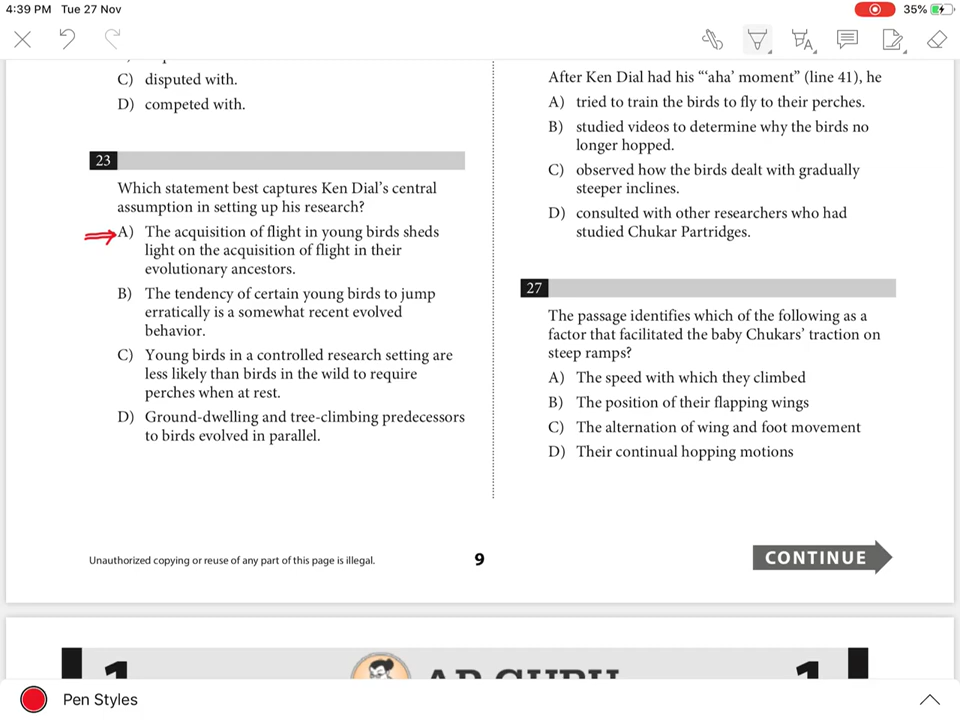 4:39 PM Tue 27 Nov
35%
C) disputed with.
D) competed with.
23
Which statement best captures Ken Dial's central
assumption in setting up his research?
A) The acquisition of flight in young birds sheds
light on the acquisition of flight in their
evolutionary ancestors.
B) The tendency of certain young birds to jump
erratically is a somewhat recent evolved
behavior.
C) Young birds in a controlled research setting are
less likely than birds in the wild to require
perches when at rest.
D) Ground-dwelling and tree-climbing predecessors
to birds evolved in parallel.
After Ken Dial had his “‘aha’ moment” (line 41), he
A) tried to train the birds to fly to their perches.
B) studied videos to determine why the birds no
longer hopped.
C) observed how the birds dealt with gradually
steeper inclines.
D) consulted with other researchers who had
studied Chukar Partridges.
27
The passage identifies which of the following as a
factor that facilitated the baby Chukars' traction on
steep ramps?
A) The speed with which they climbed
B) The position of their flapping wings
C) The alternation of wing and foot movement
D) Their continual hopping motions
Unauthorized copying or reuse of any part of this page is illegal.
9
CONTINUE
1
1
Pen Styles